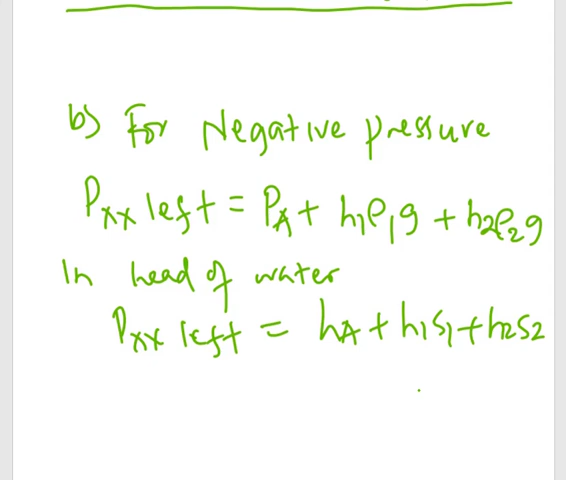 b) For Negative pressure
Pxx left = PA + h1ρ1g + h2ρ2g
In head of water
Pxx left = hA + h1s1 + h2s2